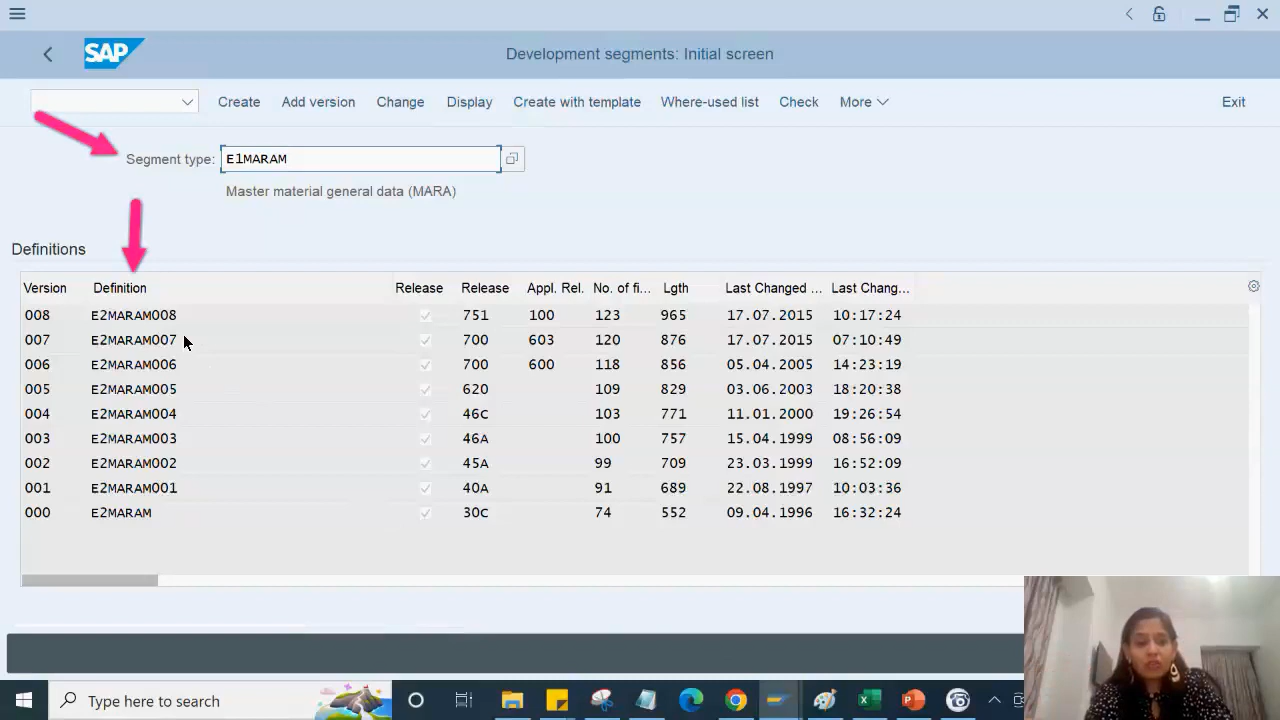 SAP
Development segments: Initial screen
Create Add version Change Display Create with template Where-used list Check More Exit
Segment type: E1MARAM
Master material general data (MARA)
Definitions
Version Definition Release Release Appl. Rel. No. of fi... Lgth Last Changed ... Last Chang...
008 E2MARAM008 751 100 123 965 17.07.2015 10:17:24
007 E2MARAM007 700 603 120 876 17.07.2015 07:10:49
006 E2MARAM006 700 600 118 856 05.04.2005 14:23:19
005 E2MARAM005 620 109 829 03.06.2003 18:20:38
004 E2MARAM004 46C 103 771 11.01.2000 19:26:54
003 E2MARAM003 46A 100 757 15.04.1999 08:56:09
002 E2MARAM002 45A 99 709 23.03.1999 16:52:09
001 E2MARAM001 40A 91 689 22.08.1997 10:03:36
000 E2MARAM 30C 74 552 09.04.1996 16:32:24
Type here to search